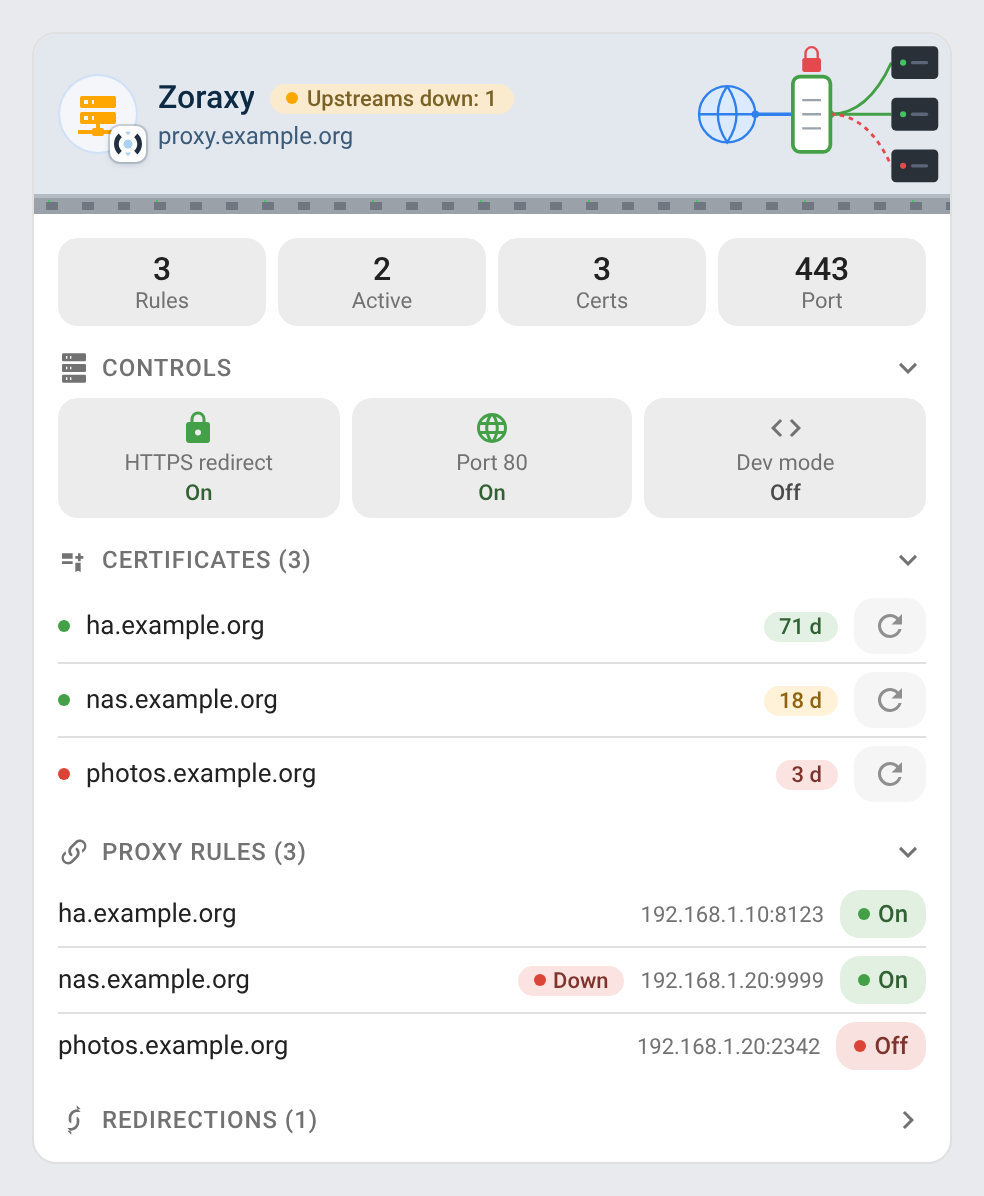 Zoraxy
Upstreams down: 1
proxy.example.org
3
Rules
2
Active
3
Certs
443
Port
CONTROLS
HTTPS redirect
On
Port 80
On
Dev mode
Off
CERTIFICATES (3)
ha.example.org 71 d
nas.example.org 18 d
photos.example.org 3 d
PROXY RULES (3)
ha.example.org 192.168.1.10:8123 On
nas.example.org Down 192.168.1.20:9999 On
photos.example.org 192.168.1.20:2342 Off
REDIRECTIONS (1)